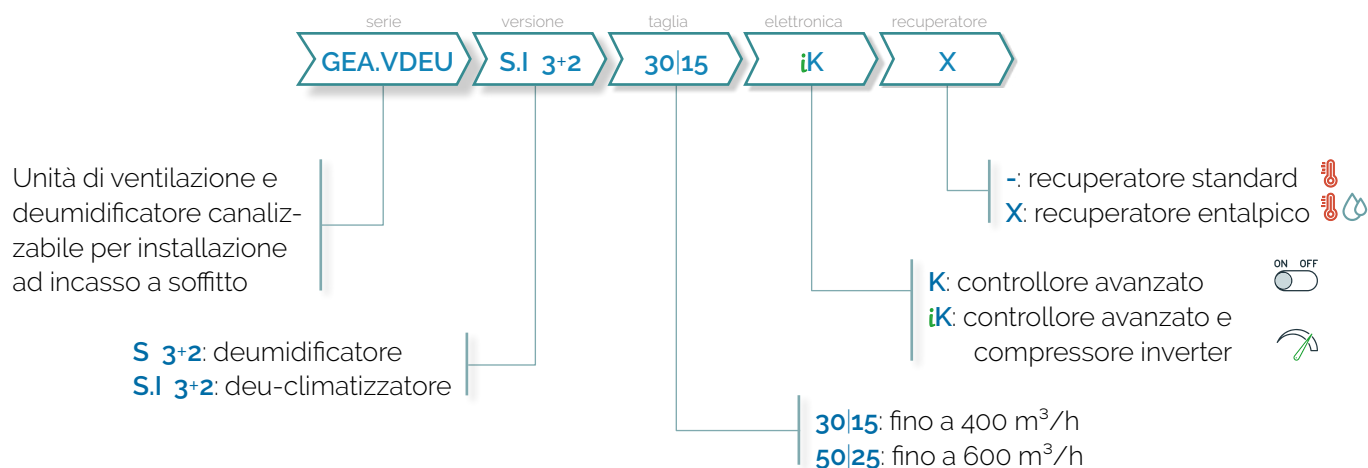 serie
versione
taglia
elettronica
recuperatore
GEA.VDEU
S.I 3+2
30|15
iK
X
Unità di ventilazione e
deumidificatore canaliz-
zabile per installazione
ad incasso a soffitto
-: recuperatore standard
X: recuperatore entalpico
ON OFF
K: controllore avanzato
iK: controllore avanzato e
compressore inverter
S 3+2: deumidificatore
S.I 3+2: deu-climatizzatore
30|15: fino a 400 m³/h
50|25: fino a 600 m³/h